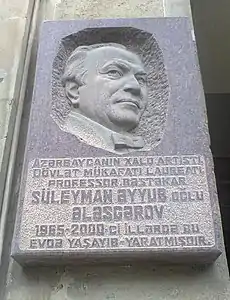 AZƏRBAYCANIN XALQ ARTİSTİ
DÖVLƏT MÜKAFATI LAUREATI
PROFESSOR BƏSTƏKAR
SÜLEYMAN ƏYYUB OĞLU
ƏLƏSGƏROV
1965-2000-Cİ İLLƏRDƏ BU
EVDƏ YAŞAYIB-YARATMIŞDIR.